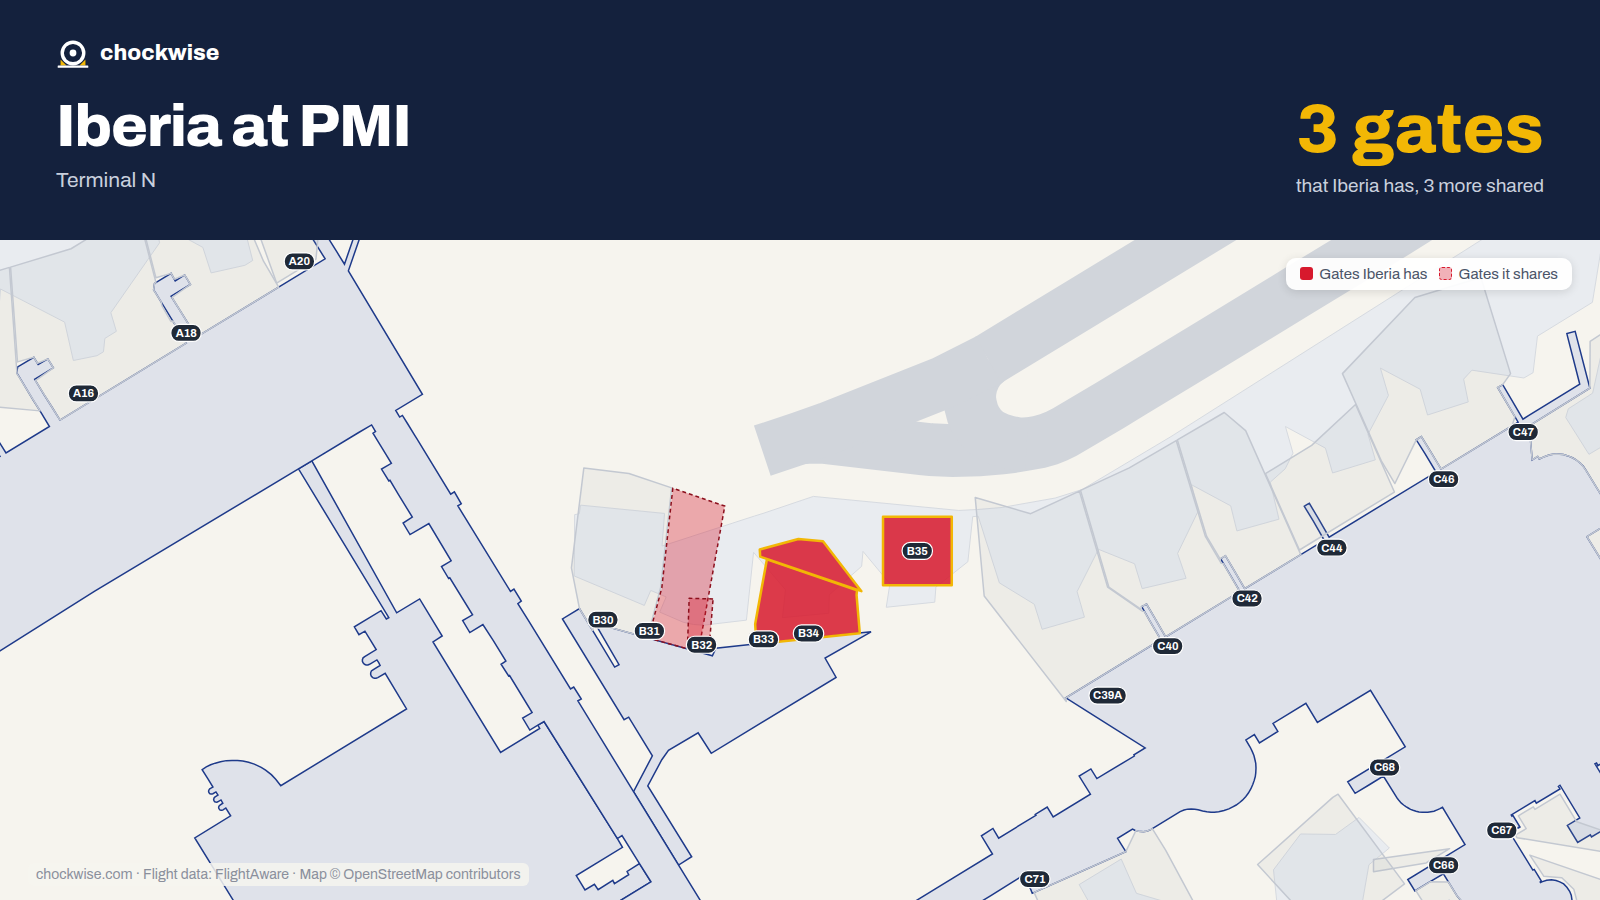 chockwise
Iberia at PMI
Terminal N
3 gates
that Iberia has, 3 more shared
Gates Iberia has
Gates it shares
A20
A18
A16
C47
C46
B35
C44
C42
B30
B31
B32
B33
B34
C40
C39A
C68
C67
C66
C71
chockwise.com · Flight data: FlightAware · Map © OpenStreetMap contributors